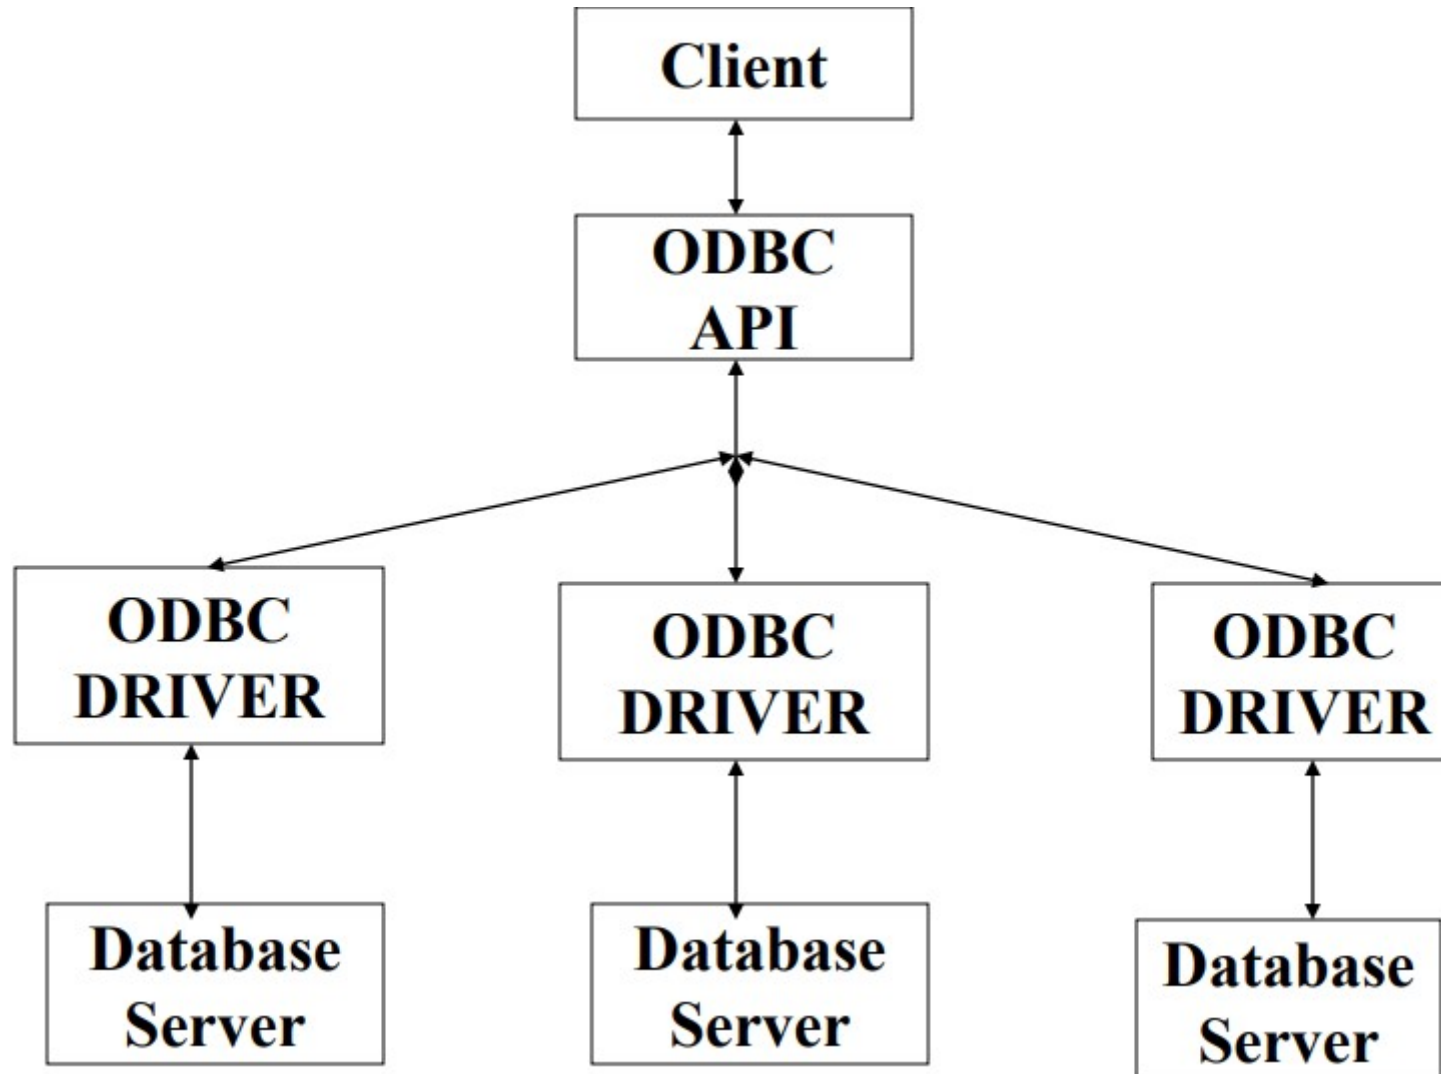 Client
ODBC
API
ODBC
DRIVER
ODBC
DRIVER
ODBC
DRIVER
Database
Server
Database
Server
Database
Server